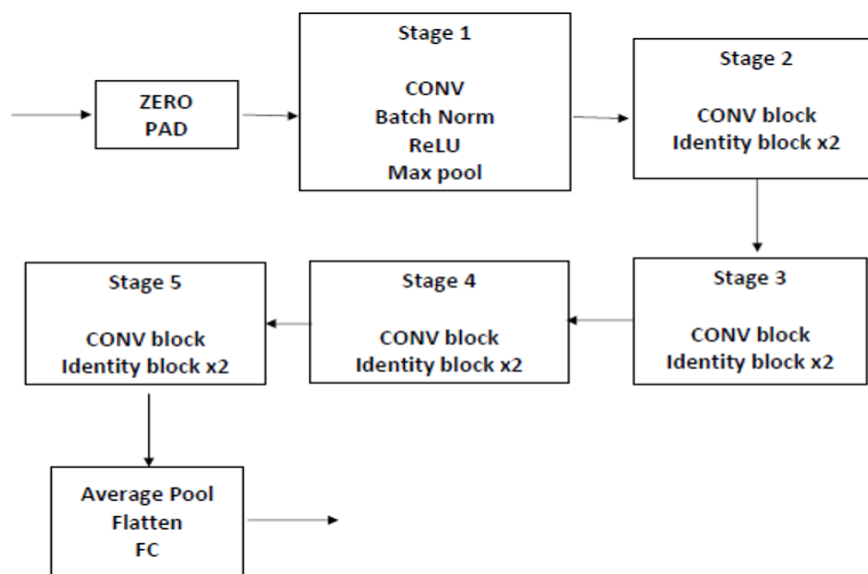 ZERO
PAD
Stage 1
CONV
Batch Norm
ReLU
Max pool
Stage 2
CONV block
Identity block x2
Stage 3
CONV block
Identity block x2
Stage 4
CONV block
Identity block x2
Stage 5
CONV block
Identity block x2
Average Pool
Flatten
FC